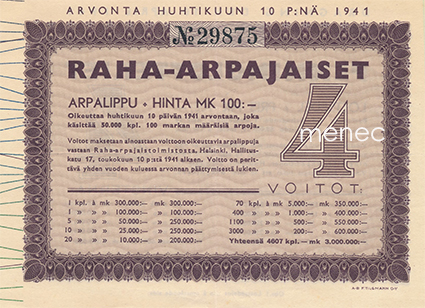 ARVONTA HUHTIKUUN 10 P:NÄ 1941
№ 29875
RAHA-ARPAJAISET
ARPALIPPU • HINTA MK 100:—
Oikeuttaa huhtikuun 10 päivän 1941 arvontaan, joka
käsittää 50.000 kpl. 100 markan määräisiä arpoja.
Voitot maksetaan ainoastaan voittoon oikeuttavia arpalippuja
vastaan Raha-arpajaistoimistosta, Helsinki, Hallitus-
katu 17, toukokuun 10 p:stä 1941 alkaen. Voitto on perit-
tävä yhden vuoden kuluessa arvonnan päättymisestä lukien.
4
menec
VOITOT:
1 kpl. à mk 300.000:— mk 300.000:—
1 » » » 100.000:— » 100.000:—
5 » » » 50.000:— » 250.000:—
10 » » » 25.000:— » 250.000:—
20 » » » 10.000:— » 200.000:—
70 kpl. à mk 5.000:— mk 350.000:—
400 » » » 1.000:— » 400.000:—
1100 » » » 500:— » 550.000:—
3000 » » » 200:— » 600.000:—
Yhteensä 4607 kpl.— mk 3.000.000:—
A-B F.TILGMANN O-Y